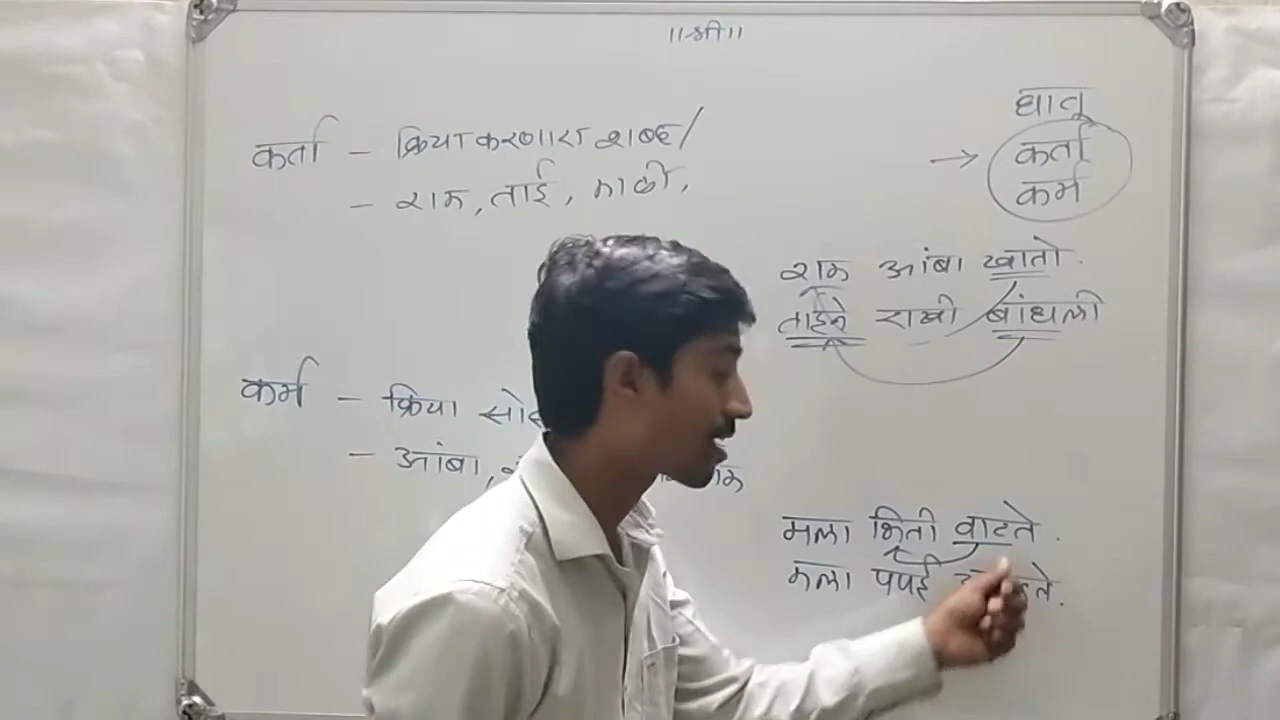 ॥श्री॥
धातू
कर्ता
कर्म
कर्ता - क्रिया करणारा शब्द/
- राम, ताई, माळी,
राम आंबा खातो.
ताईने राखी बांधली
कर्म - क्रिया
- आंबा,
मला भिती वाटते.
मला पपई